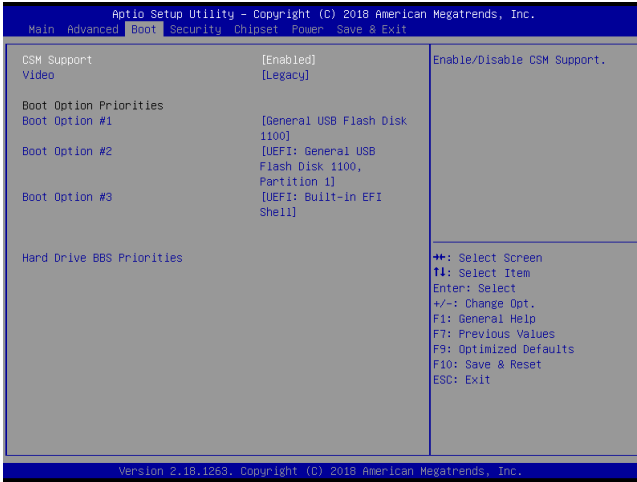 Aptio Setup Utility – Copyright (C) 2018 American Megatrends, Inc.
Main Advanced Boot Security Chipset Power Save & Exit
CSM Support [Enabled]
Video [Legacy]
Boot Option Priorities
Boot Option #1 [General USB Flash Disk
1100]
Boot Option #2 [UEFI: General USB
Flash Disk 1100,
Partition 1]
Boot Option #3 [UEFI: Built-in EFI
Shell]
Hard Drive BBS Priorities
Enable/Disable CSM Support.
→←: Select Screen
↑↓: Select Item
Enter: Select
+/-: Change Opt.
F1: General Help
F7: Previous Values
F9: Optimized Defaults
F10: Save & Reset
ESC: Exit
Version 2.18.1263. Copyright (C) 2018 American Megatrends, Inc.